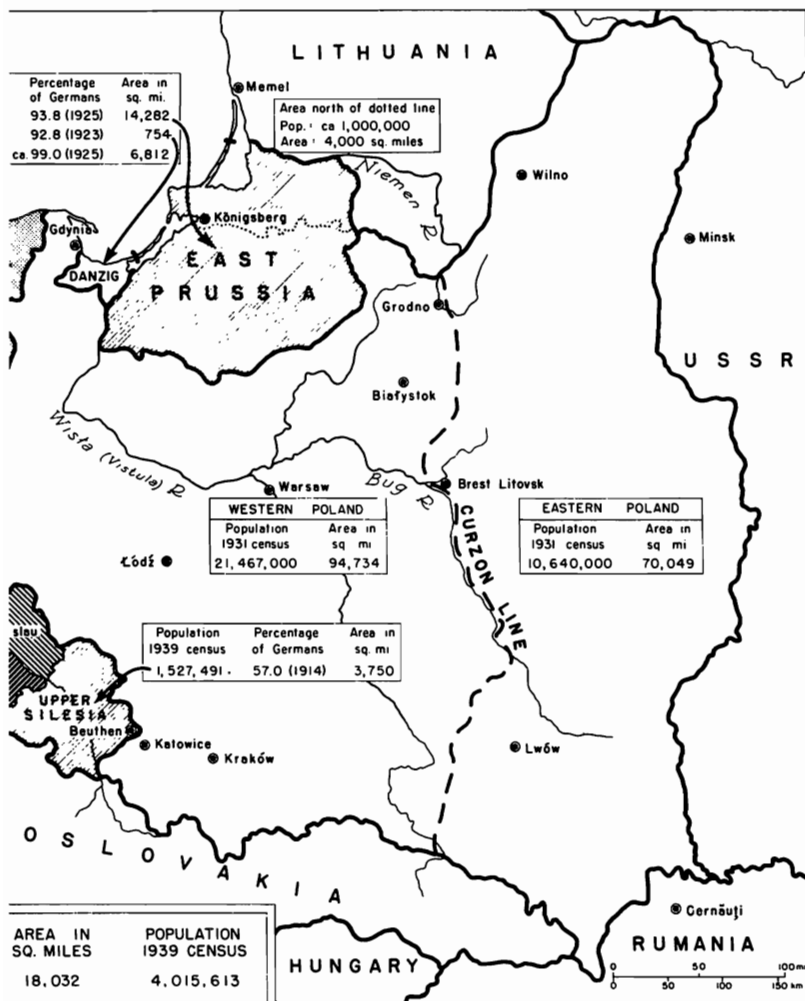 LITHUANIA
Memel
Percentage of Germans Area in sq. mi.
93.8 (1925) 14,282
92.8 (1923) 754
ca. 99.0 (1925) 6,812
Area north of dotted line
Pop.: ca 1,000,000
Area: 4,000 sq. miles
Niemen R.
Wilno
Minsk
Königsberg
Gdynia
DANZIG
EAST
PRUSSIA
Grodno
USSR
Białystok
Wisła (Vistula) R.
Warsaw
Bug R.
Brest Litovsk
WESTERN POLAND
Population 1931 census Area in sq mi
21,467,000 94,734
EASTERN POLAND
Population 1931 census Area in sq mi
10,640,000 70,049
CURZON LINE
Łódź
slau
Population 1939 census Percentage of Germans Area in sq. mi
1,527,491. 57.0 (1914) 3,750
UPPER
SILESIA
Beuthen
Katowice
Kraków
Lwów
OSLOVAKIA
Cernăuţi
AREA IN SQ. MILES POPULATION 1939 CENSUS
18,032 4,015,613
HUNGARY
RUMANIA
0 50 100 mi
0 50 100 150 km